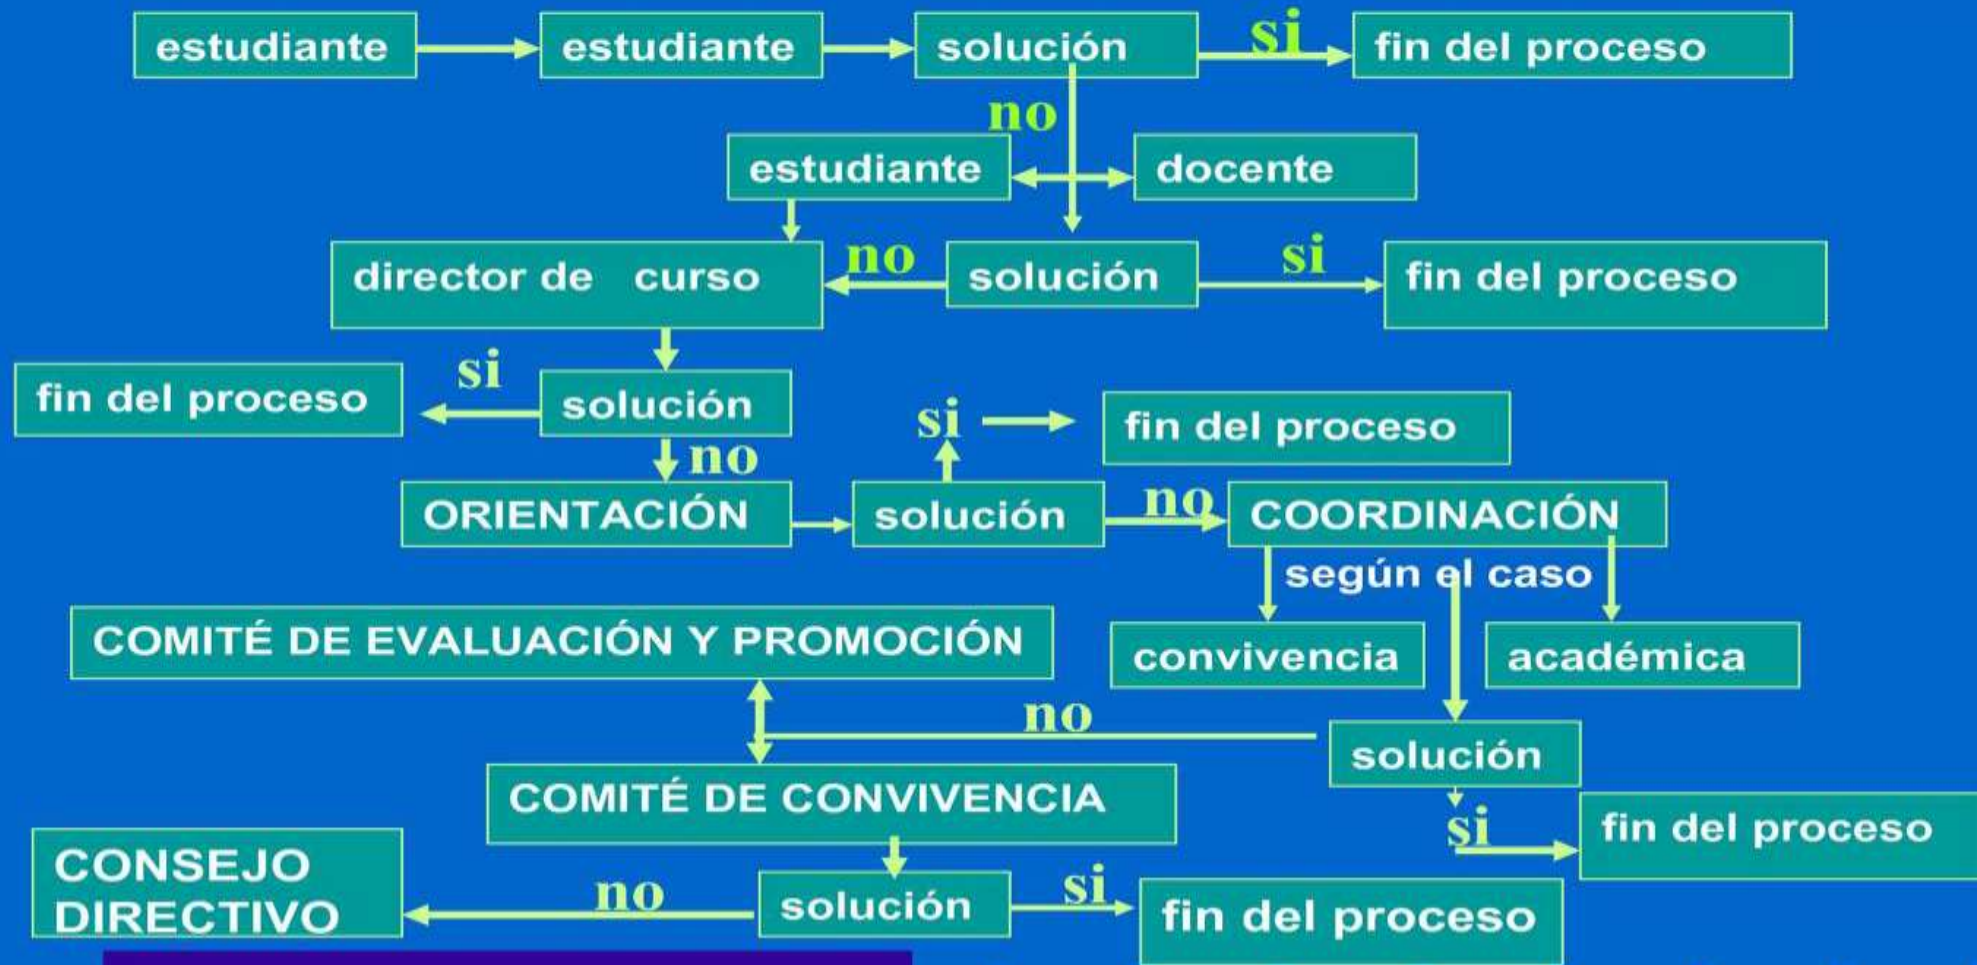 estudiante
estudiante
solución
si
fin del proceso
no
estudiante
docente
director de curso
no
solución
si
fin del proceso
fin del proceso
si
solución
si
fin del proceso
no
ORIENTACIÓN
solución
no
COORDINACIÓN
según el caso
COMITÉ DE EVALUACIÓN Y PROMOCIÓN
convivencia
académica
no
solución
COMITÉ DE CONVIVENCIA
si
fin del proceso
CONSEJO
DIRECTIVO
no
solución
si
fin del proceso